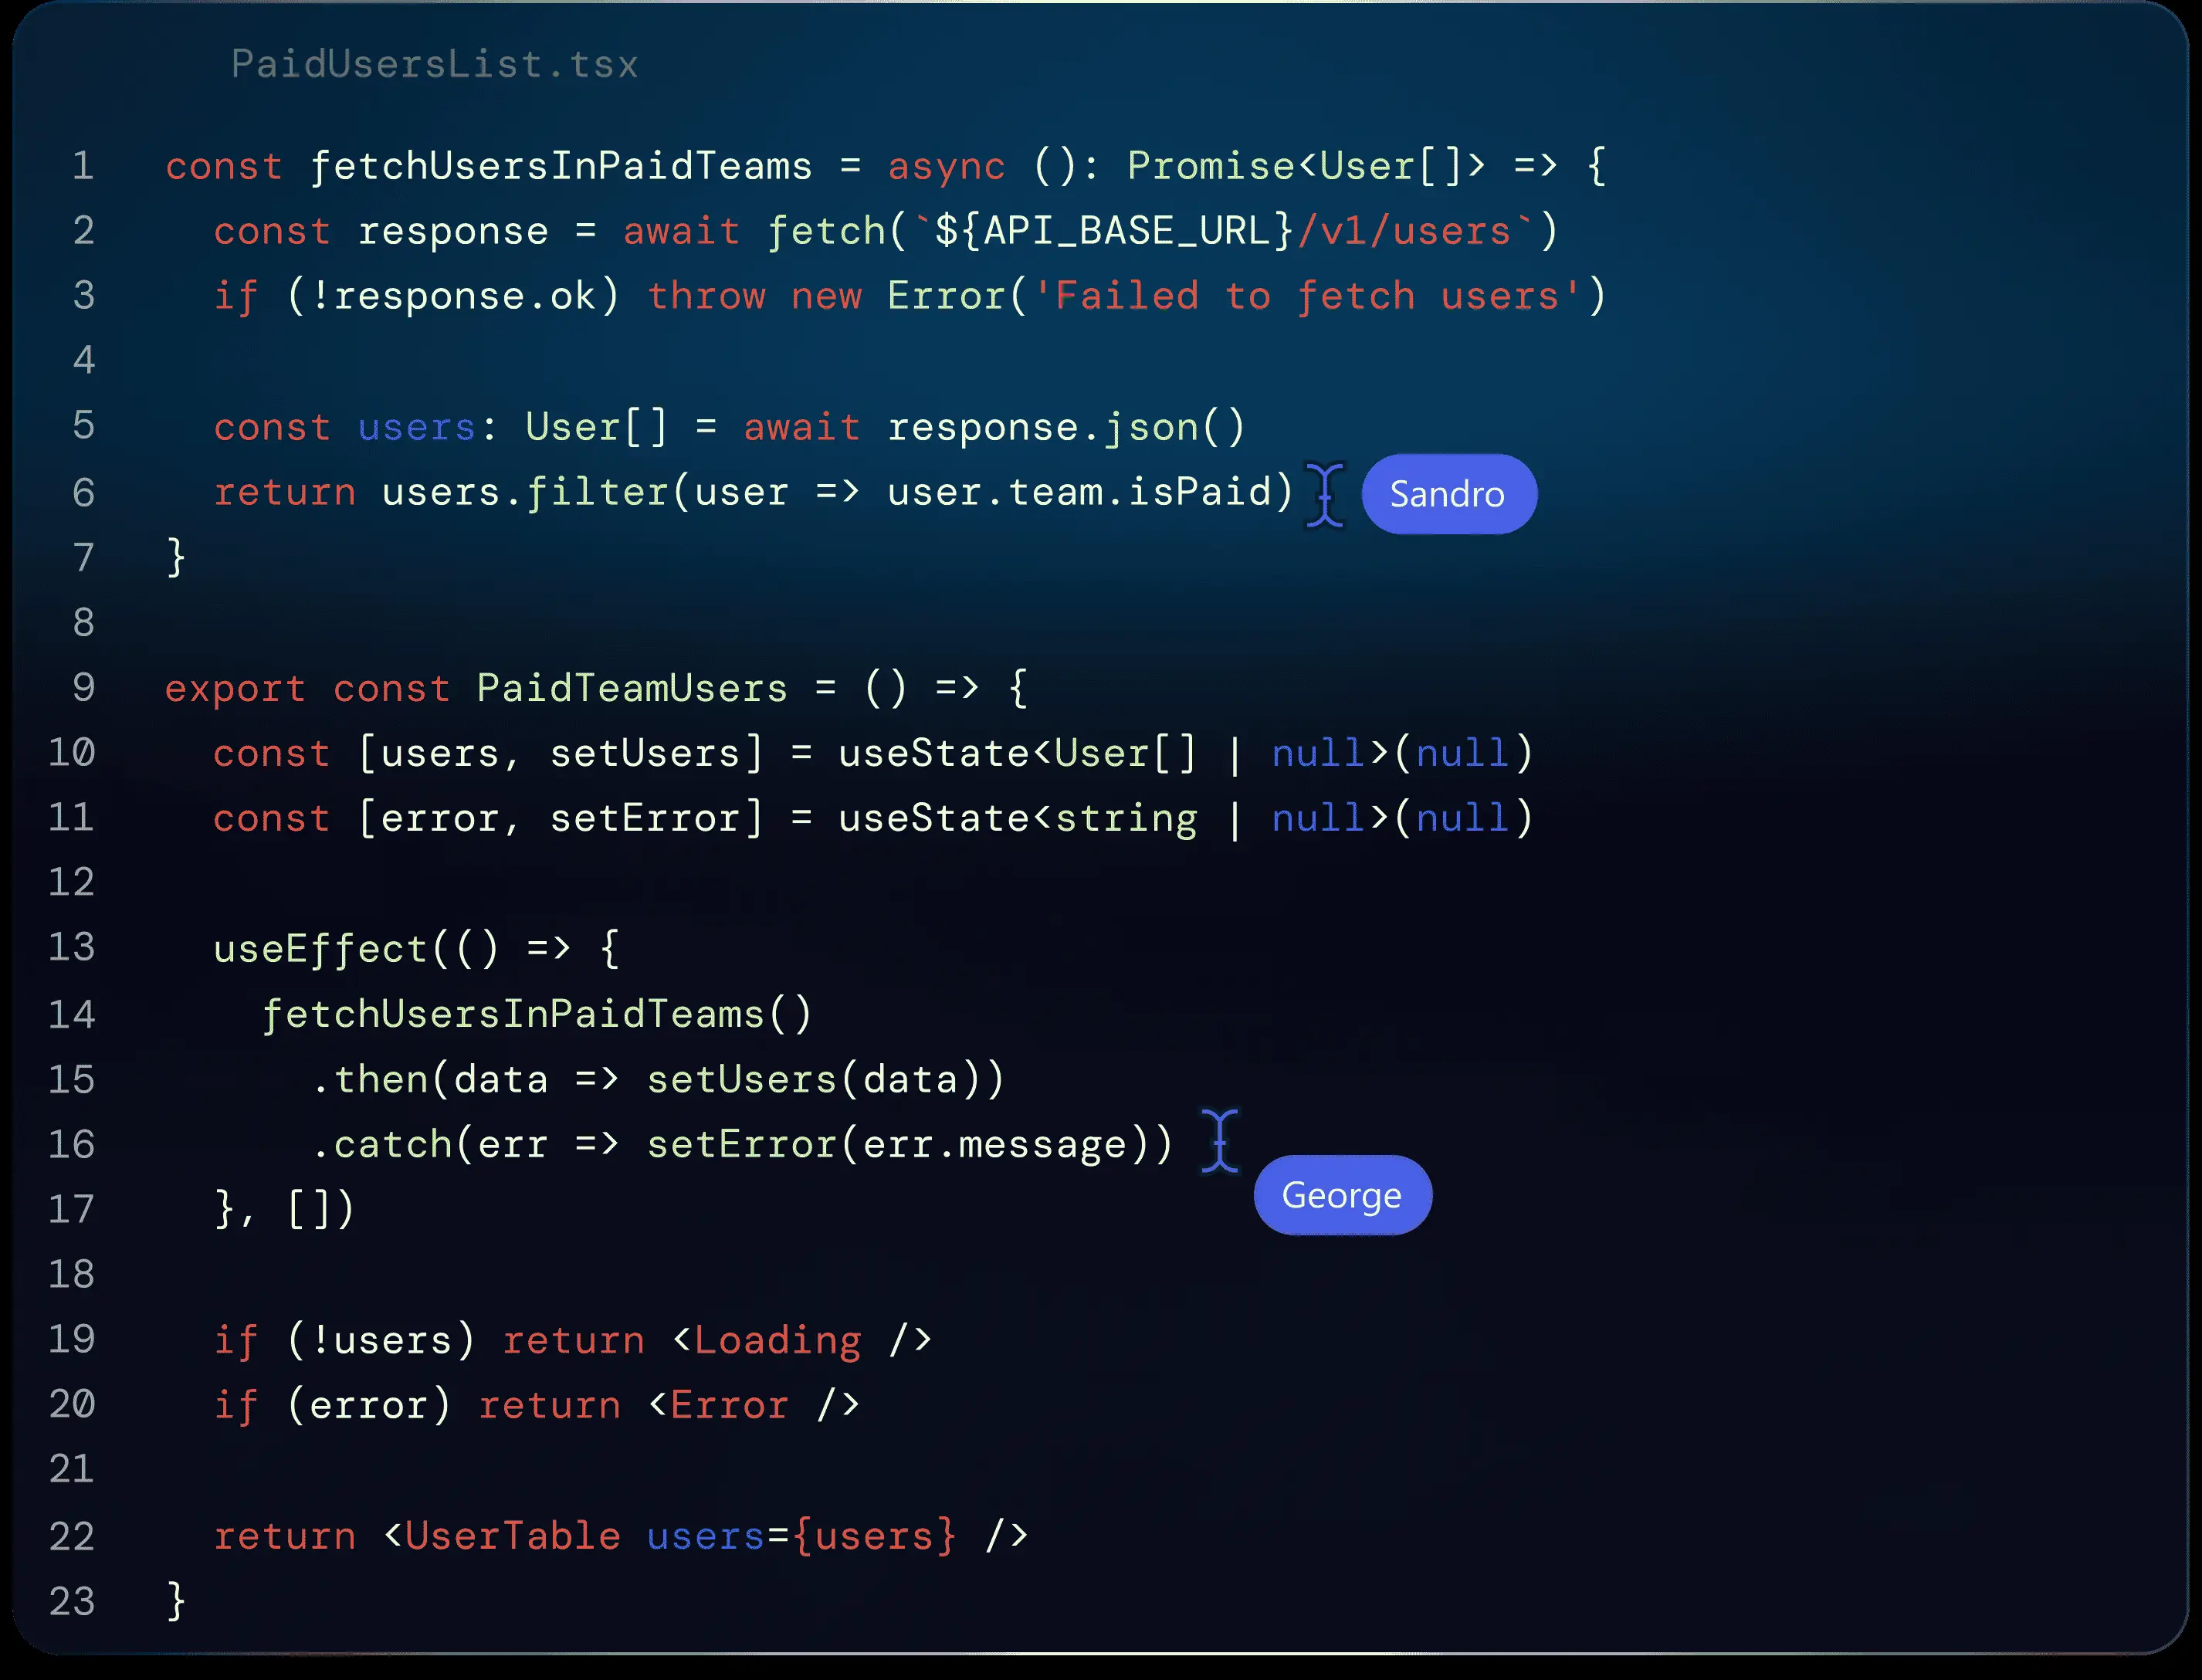 PaidUsersList.tsx
1 const fetchUsersInPaidTeams = async (): Promise<User[]> => {
2   const response = await fetch(`${API_BASE_URL}/v1/users`)
3   if (!response.ok) throw new Error('Failed to fetch users')
4
5   const users: User[] = await response.json()
6   return users.filter(user => user.team.isPaid) Sandro
7 }
8
9 export const PaidTeamUsers = () => {
10   const [users, setUsers] = useState<User[] | null>(null)
11   const [error, setError] = useState<string | null>(null)
12
13   useEffect(() => {
14     fetchUsersInPaidTeams()
15       .then(data => setUsers(data))
16       .catch(err => setError(err.message))
George
17   }, [])
18
19   if (!users) return <Loading />
20   if (error) return <Error />
21
22   return <UserTable users={users} />
23 }